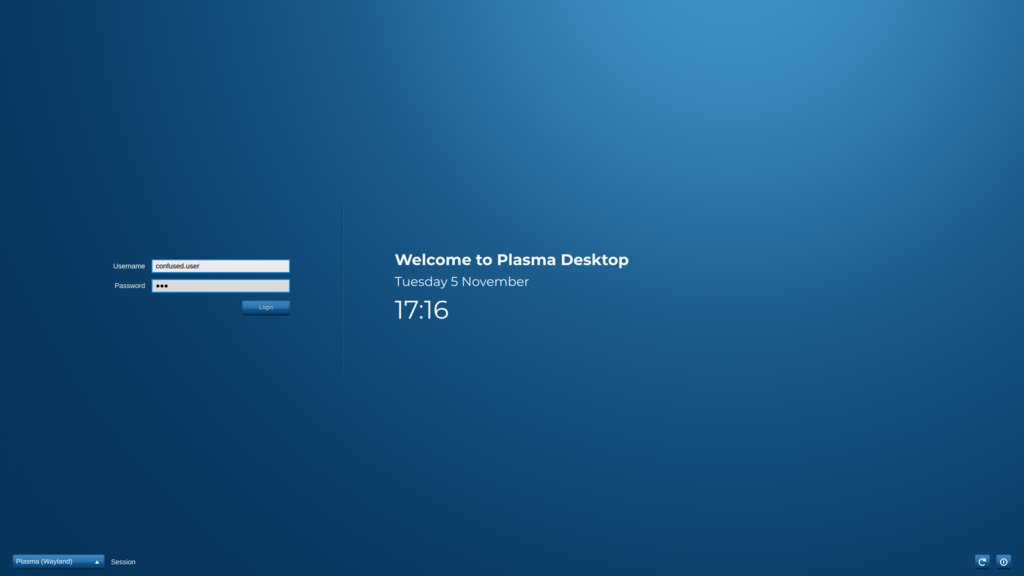 Username confused.user
Password ●●●
Login
Welcome to Plasma Desktop
Tuesday 5 November
17:16
Plasma (Wayland) Session